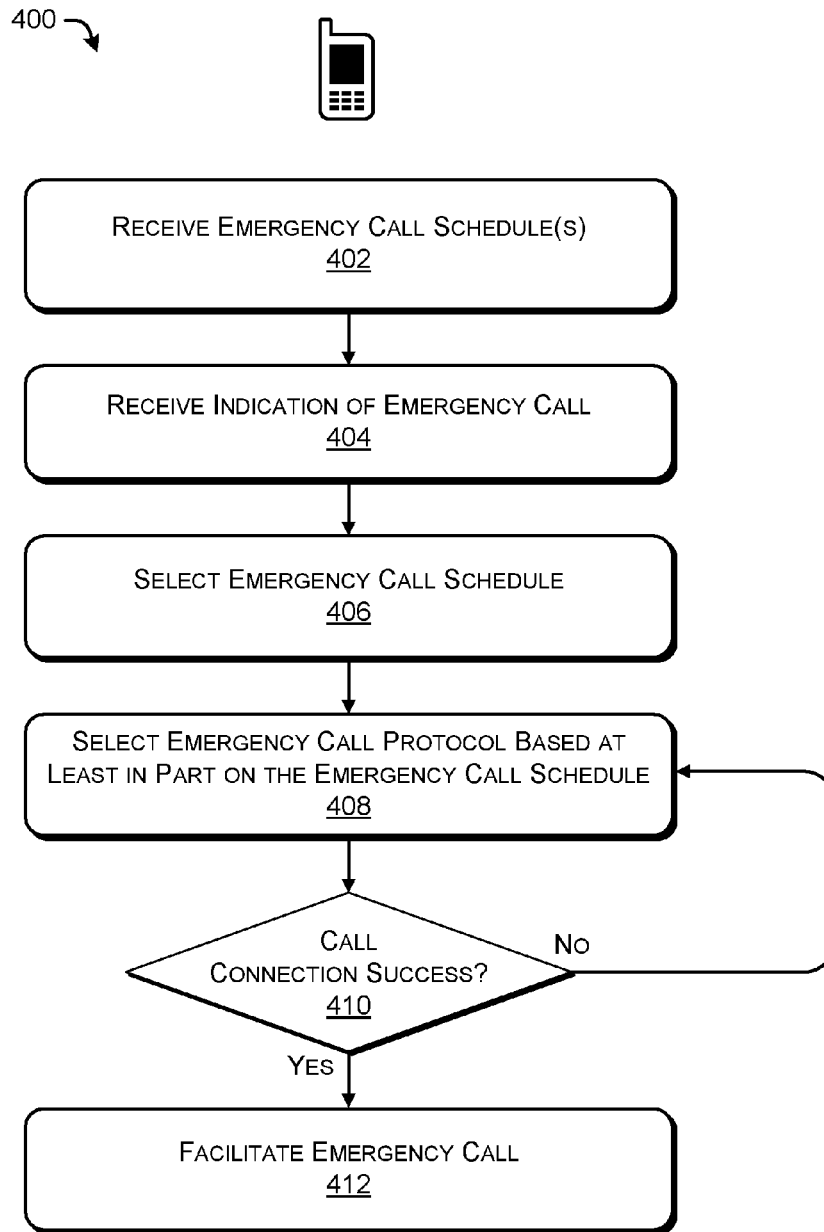 400
RECEIVE EMERGENCY CALL SCHEDULE(S)
402
RECEIVE INDICATION OF EMERGENCY CALL
404
SELECT EMERGENCY CALL SCHEDULE
406
SELECT EMERGENCY CALL PROTOCOL BASED AT
LEAST IN PART ON THE EMERGENCY CALL SCHEDULE
408
CALL
CONNECTION SUCCESS?
410
NO
YES
FACILITATE EMERGENCY CALL
412